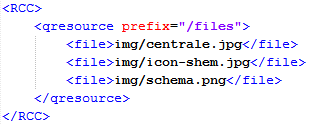 <RCC>
    <qresource prefix="/files">
        <file>img/centrale.jpg</file>
        <file>img/icon-shem.jpg</file>
        <file>img/schema.png</file>
    </qresource>
</RCC>